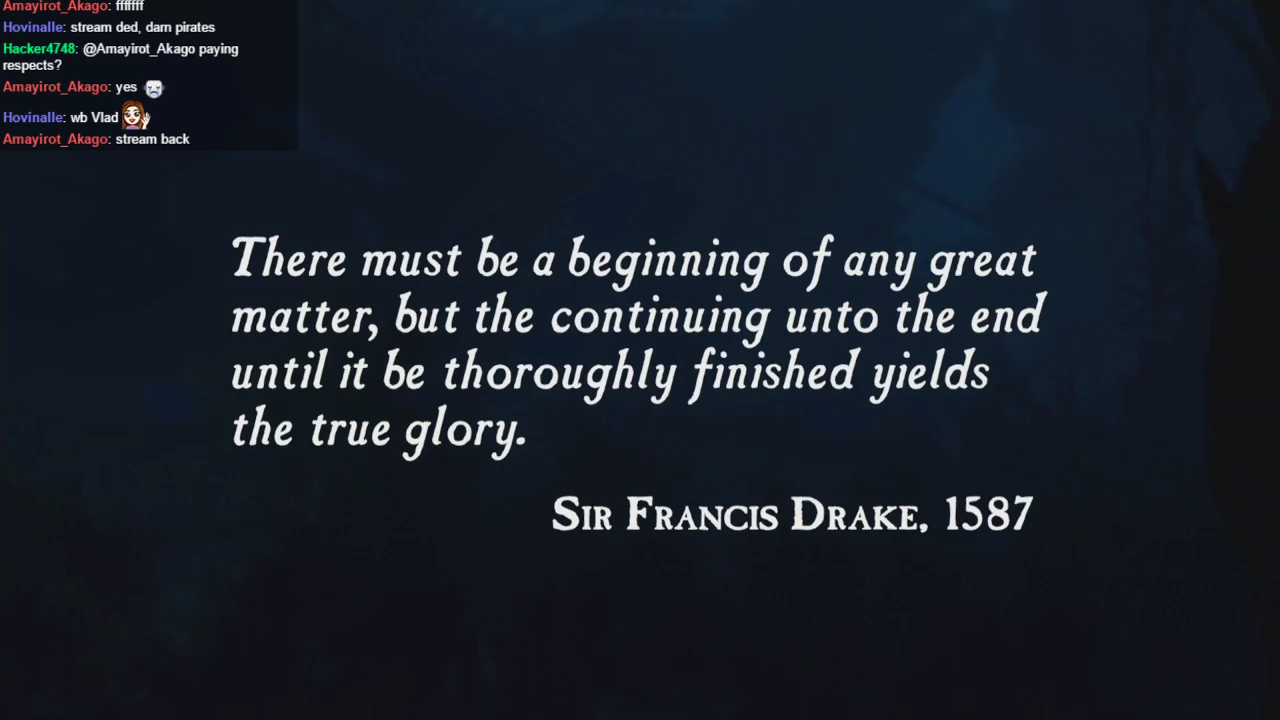 Amayirot_Akago: fffffff
Hovinalle: stream ded, darn pirates
Hacker4748: @Amayirot_Akago paying
respects?
Amayirot_Akago: yes
Hovinalle: wb Vlad
Amayirot_Akago: stream back
There must be a beginning of any great
matter, but the continuing unto the end
until it be thoroughly finished yields
the true glory.
Sir Francis Drake, 1587